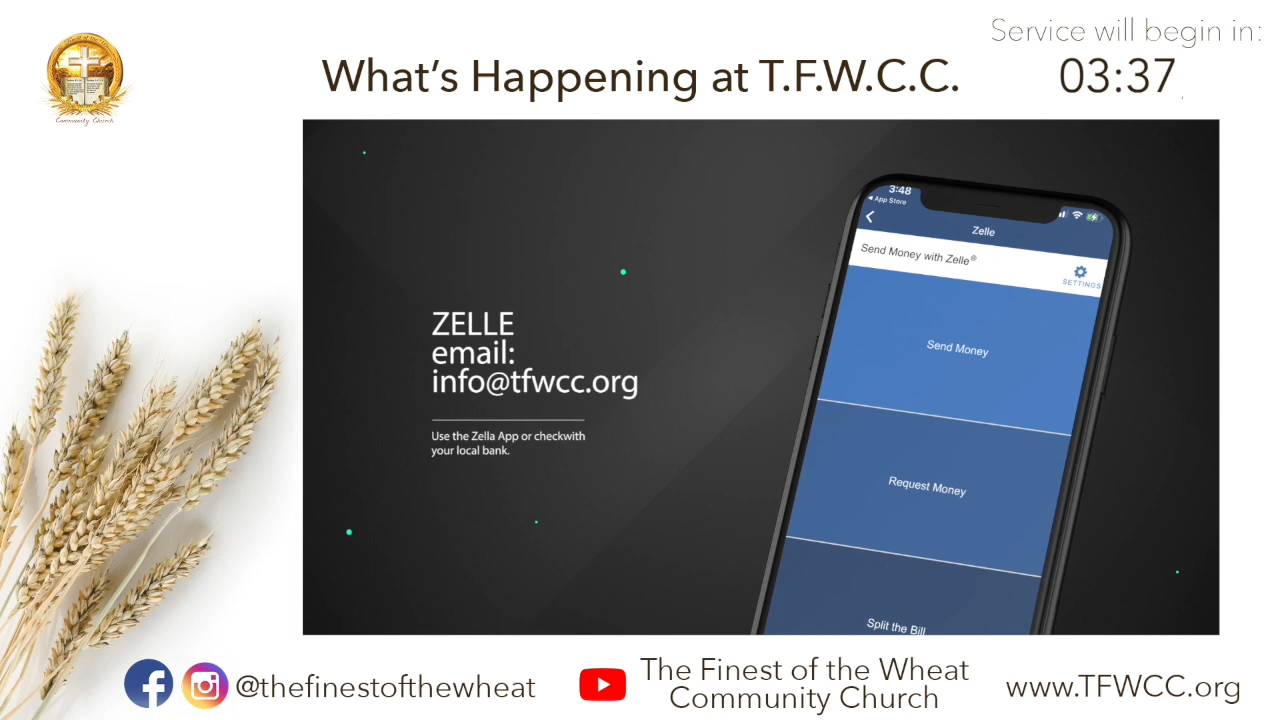 Service will begin in:
What's Happening at T.F.W.C.C.
03:37
Community Church
3:48
App Store
Zelle
Send Money with Zelle®
SETTINGS
Send Money
Request Money
Split the Bill
ZELLE
email:
info@tfwcc.org
Use the Zella App or checkwith
your local bank.
@thefinestofthewheat
The Finest of the Wheat
Community Church
www.TFWCC.org